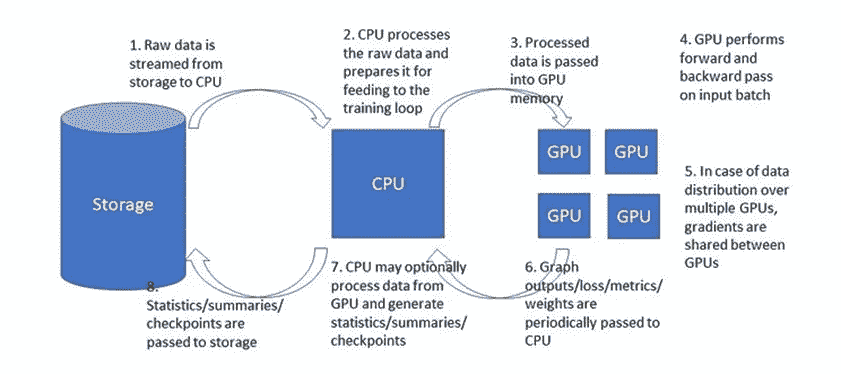 1. Raw data is
streamed from
storage to CPU
2. CPU processes
the raw data and
prepares it for
feeding to the
training loop
3. Processed
data is passed
into GPU
memory
4. GPU performs
forward and
backward pass
on input batch
Storage
CPU
GPU
GPU
GPU
GPU
5. In case of data
distribution over
multiple GPUs,
gradients are
shared between
GPUs
6. Graph
outputs/loss/metrics/
weights are
periodically passed to
CPU
7. CPU may optionally
process data from
GPU and generate
statistics/summaries/
checkpoints
8.
Statistics/summaries/
checkpoints are
passed to storage